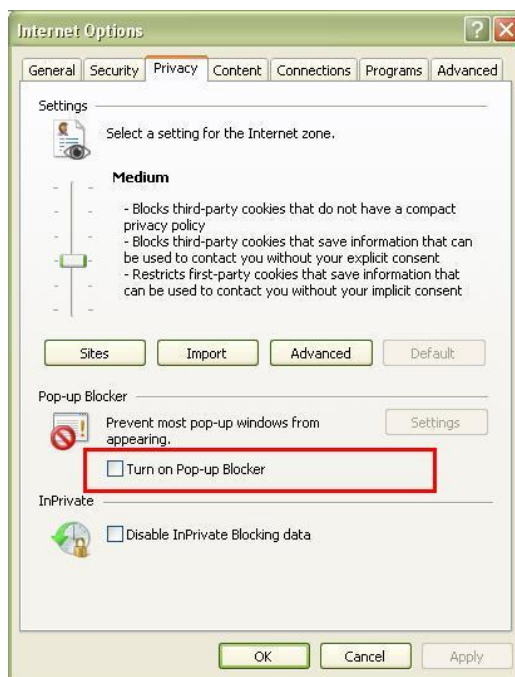 Internet Options
General Security Privacy Content Connections Programs Advanced
Settings
Select a setting for the Internet zone.
Medium
- Blocks third-party cookies that do not have a compact
privacy policy
- Blocks third-party cookies that save information that can
be used to contact you without your explicit consent
- Restricts first-party cookies that save information that
can be used to contact you without your implicit consent
Sites Import Advanced Default
Pop-up Blocker
Prevent most pop-up windows from
appearing.
Settings
Turn on Pop-up Blocker
InPrivate
Disable InPrivate Blocking data
OK Cancel Apply